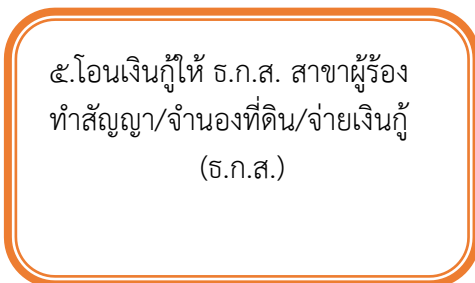 ๕.โอนเงินกู้ให้ ธ.ก.ส. สาขาผู้ร้อง
ทำสัญญา/จำนองที่ดิน/จ่ายเงินกู้
(ธ.ก.ส.)